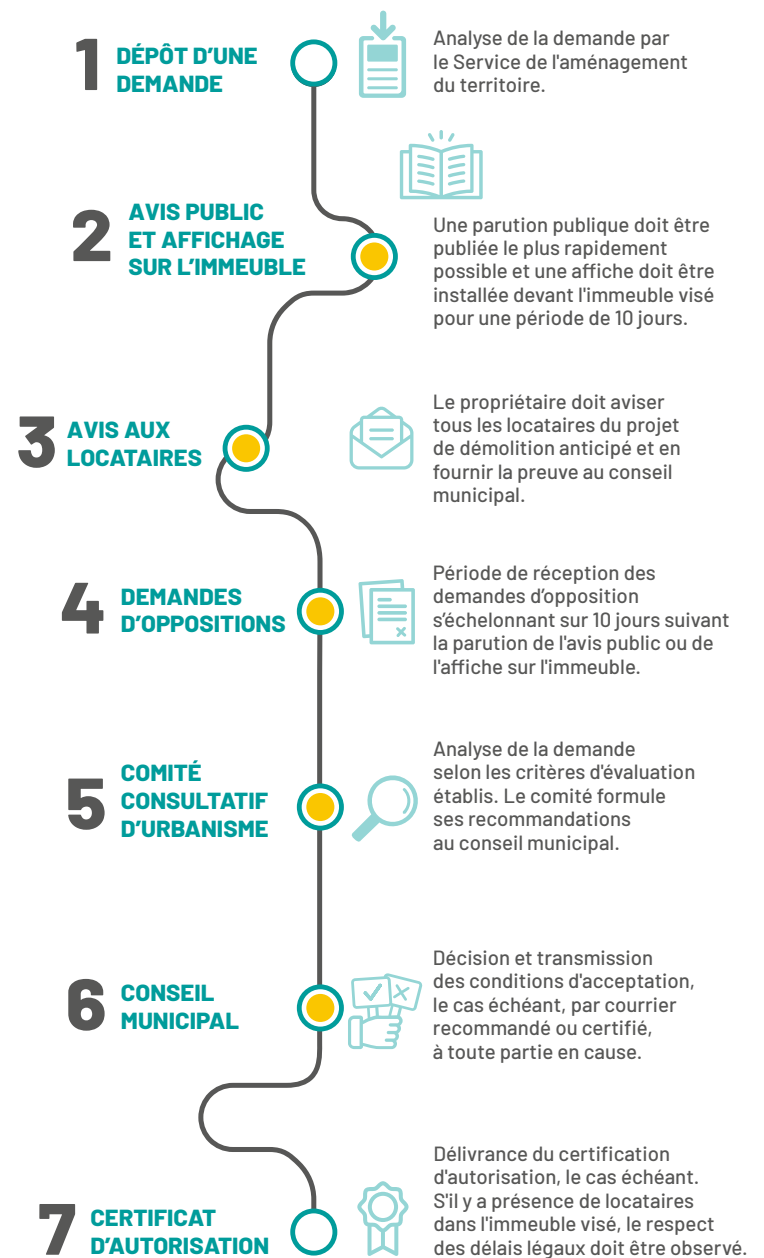 1
DÉPÔT D'UNE
DEMANDE
Analyse de la demande par
le Service de l'aménagement
du territoire.
2
AVIS PUBLIC
ET AFFICHAGE
SUR L'IMMEUBLE
Une parution publique doit être
publiée le plus rapidement
possible et une affiche doit être
installée devant l'immeuble visé
pour une période de 10 jours.
3
AVIS AUX
LOCATAIRES
Le propriétaire doit aviser
tous les locataires du projet
de démolition anticipé et en
fournir la preuve au conseil
municipal.
4
DEMANDES
D'OPPOSITIONS
Période de réception des
demandes d'opposition
s'échelonnant sur 10 jours suivant
la parution de l'avis public ou de
l'affiche sur l'immeuble.
5
COMITÉ
CONSULTATIF
D'URBANISME
Analyse de la demande
selon les critères d'évaluation
établis. Le comité formule
ses recommandations
au conseil municipal.
6
CONSEIL
MUNICIPAL
Décision et transmission
des conditions d'acceptation,
le cas échéant, par courrier
recommandé ou certifié,
à toute partie en cause.
7
CERTIFICAT
D'AUTORISATION
Délivrance du certification
d'autorisation, le cas échéant.
S'il y a présence de locataires
dans l'immeuble visé, le respect
des délais légaux doit être observé.